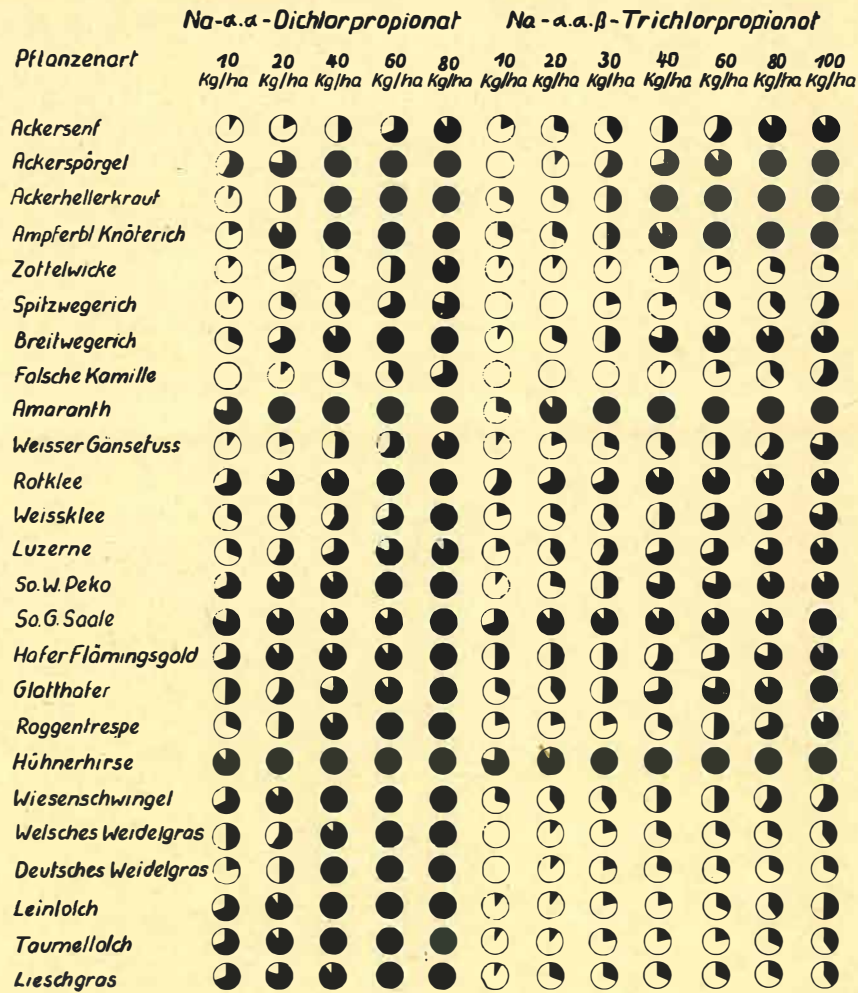 Na-α.α-Dichlorpropionat Na-α.α.β-Trichlorpropionat
Pflanzenart 10 20 40 60 80 10 20 30 40 60 80 100
Kg/ha Kg/ha Kg/ha Kg/ha Kg/ha Kg/ha Kg/ha Kg/ha Kg/ha Kg/ha Kg/ha Kg/ha
Ackersenf
Ackerspörgel
Ackerhellerkraut
Ampferbl Knöterich
Zottelwicke
Spitzwegerich
Breitwegerich
Falsche Kamille
Amaranth
Weisser Gänsefuss
Rotklee
Weissklee
Luzerne
So.W. Peko
So.G. Saale
Hafer Flämingsgold
Glatthafer
Roggentrespe
Hühnerhirse
Wiesenschwingel
Welsches Weidelgras
Deutsches Weidelgras
Leinlolch
Taumellolch
Lieschgras